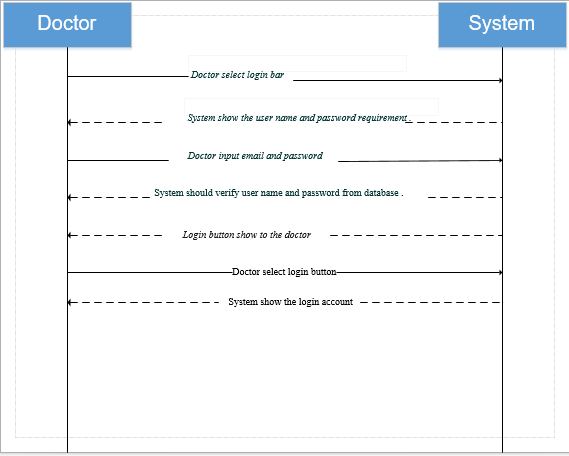 Doctor
System
Doctor select login bar
System show the user name and password requirement .
Doctor input email and password
System should verify user name and password from database .
Login button show to the doctor
Doctor select login button
System show the login account